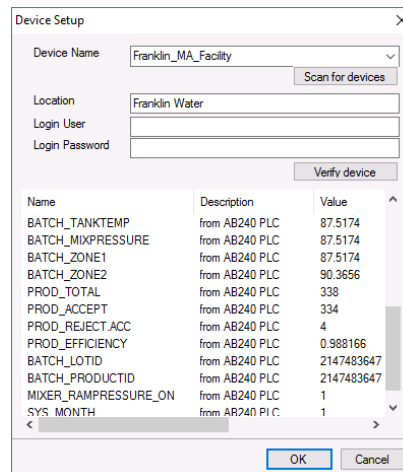 Device Setup
Device Name Franklin_MA_Facility
Scan for devices
Location Franklin Water
Login User
Login Password
Verify device
Name Description Value
BATCH_TANKTEMP from AB240 PLC 87.5174
BATCH_MIXPRESSURE from AB240 PLC 87.5174
BATCH_ZONE1 from AB240 PLC 87.5174
BATCH_ZONE2 from AB240 PLC 90.3656
PROD_TOTAL from AB240 PLC 338
PROD_ACCEPT from AB240 PLC 334
PROD_REJECT.ACC from AB240 PLC 4
PROD_EFFICIENCY from AB240 PLC 0.988166
BATCH_LOTID from AB240 PLC 2147483647
BATCH_PRODUCTID from AB240 PLC 2147483647
MIXER_RAMPRESSURE_ON from AB240 PLC 1
SYS_MONTH from AB240 PLC 1
OK Cancel